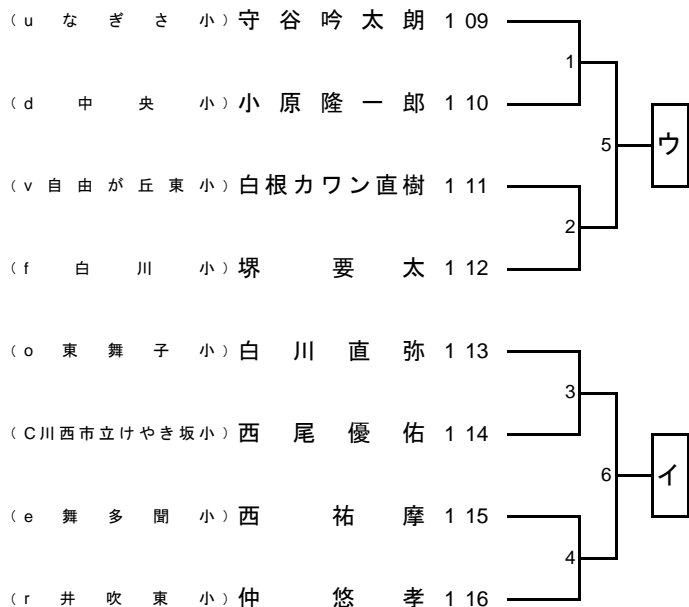 （u なぎさ小）守谷吟太朗 1 09
1
（d 中央小）小原隆一郎 1 10
5 ウ
（v 自由が丘東小）白根カワン直樹 1 11
2
（f 白川小）堺要太 1 12
（o 東舞子小）白川直弥 1 13
3
（C川西市立けやき坂小）西尾優佑 1 14
6 イ
（e 舞多聞小）西祐摩 1 15
4
（r 井吹東小）仲悠孝 1 16